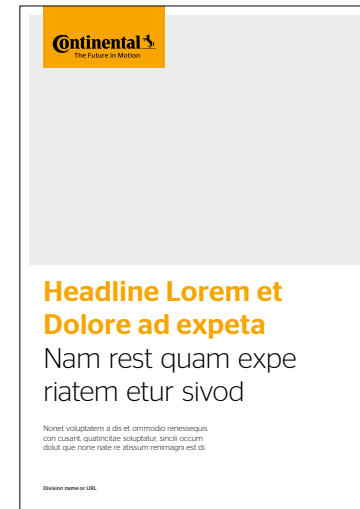 Continental
The Future in Motion
Headline Lorem et
Dolore ad expeta
Nam rest quam expe
riatem etur sivod
Nonet voluptatem a dis et ommodio renessequis
con cusant, quatincitae soluptatur, sincili occum
dolut que none nate re atissum renimagni est di.
Division name or URL